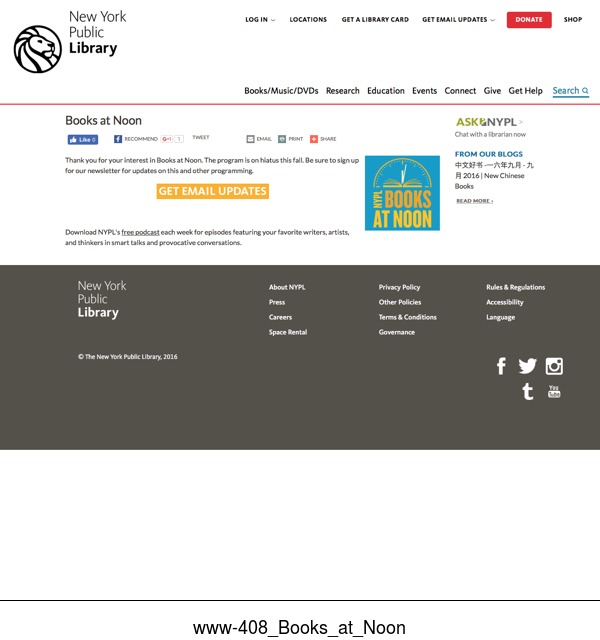 New York
Public
Library
LOG IN
LOCATIONS
GET A LIBRARY CARD
GET EMAIL UPDATES
DONATE
SHOP
Books/Music/DVDs Research Education Events Connect Give Get Help Search
Books at Noon
Like 0
RECOMMEND
G+1 1
TWEET
EMAIL
PRINT
SHARE
Thank you for your interest in Books at Noon. The program is on hiatus this fall. Be sure to sign up
for our newsletter for updates on this and other programming.
GET EMAIL UPDATES
Download NYPL's free podcast each week for episodes featuring your favorite writers, artists,
and thinkers in smart talks and provocative conversations.
NYPL BOOKS
AT NOON
ASK NYPL >
Chat with a librarian now
FROM OUR BLOGS
中文好书 -一六年九月 - 九
月 2016 | New Chinese
Books
READ MORE ›
New York
Public
Library
About NYPL
Press
Careers
Space Rental
Privacy Policy
Other Policies
Terms & Conditions
Governance
Rules & Regulations
Accessibility
Language
© The New York Public Library, 2016
You
Tube
www-408_Books_at_Noon